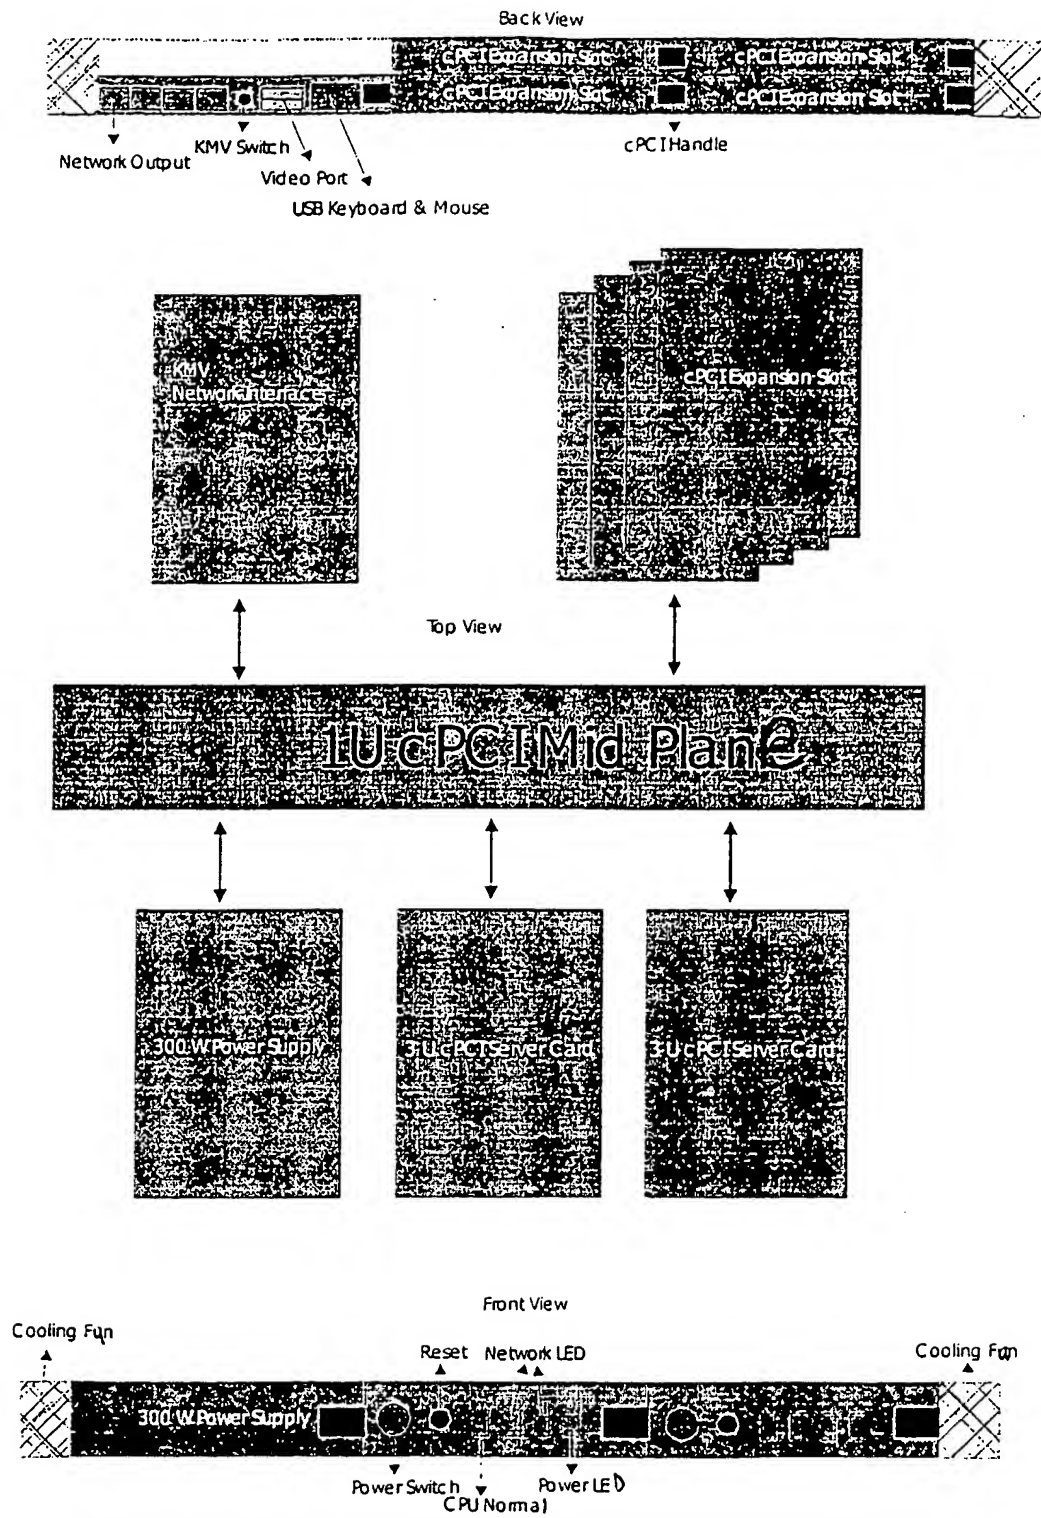 Back View
cPCI Expansion Slot cPCI Expansion Slot
cPCI Expansion Slot cPCI Expansion Slot
KMV Switch cPCI Handle
Network Output
Video Port
USB Keyboard & Mouse
KMV
Network Interface
cPCI Expansion Slot
Top View
1U cPCI Mid Plane
300 W Power Supply 3 U cPCI Server Card 3 U cPCI Server Card
Front View
Cooling Fan Reset Network LED Cooling Fan
300 W Power Supply
Power Switch Power LED
CPU Normal